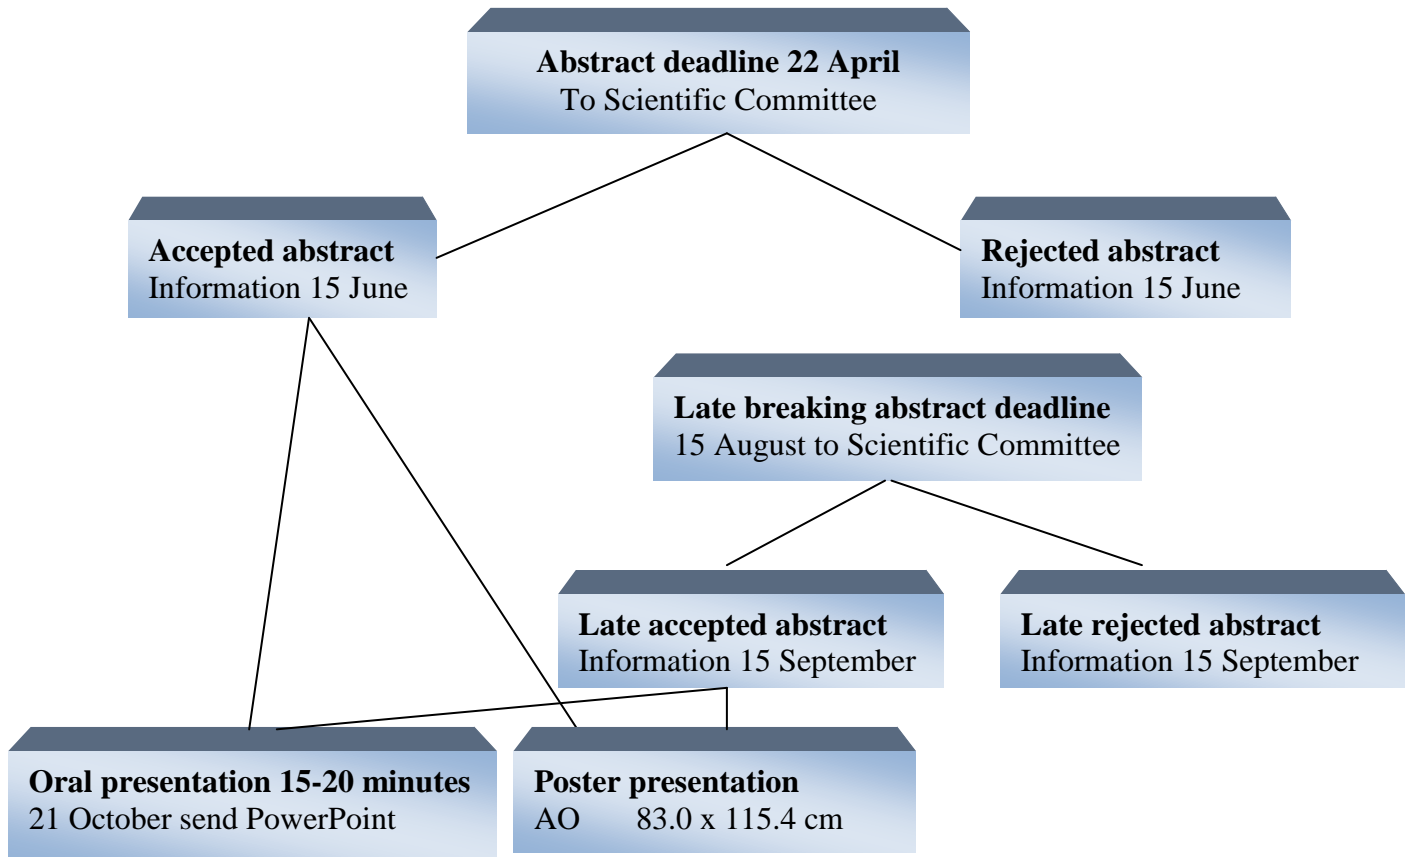 Abstract deadline 22 April
To Scientific Committee
Accepted abstract
Information 15 June
Rejected abstract
Information 15 June
Late breaking abstract deadline
15 August to Scientific Committee
Late accepted abstract
Information 15 September
Late rejected abstract
Information 15 September
Oral presentation 15-20 minutes
21 October send PowerPoint
Poster presentation
AO 83.0 x 115.4 cm